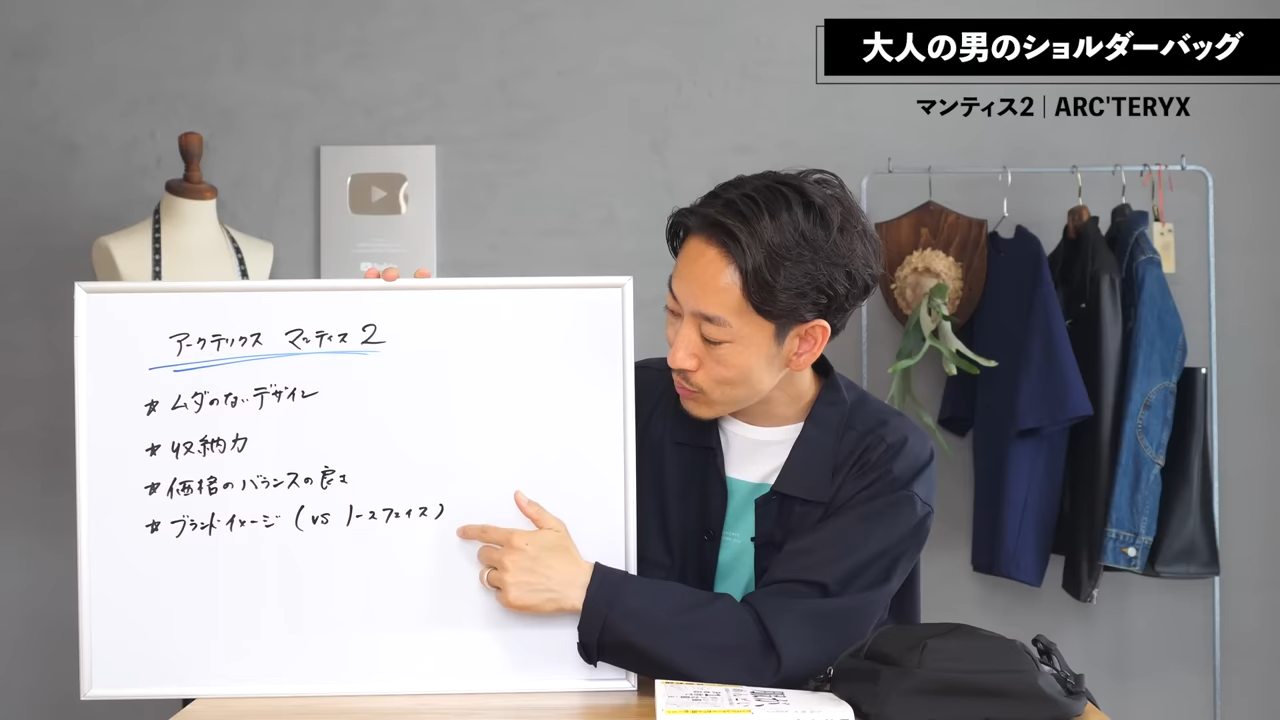 大人の男のショルダーバッグ
マンティス2｜ARC'TERYX
アークテリクス マンティス2
☆ ムダのないデザイン
☆ 収納力
☆ 価格のバランスの良さ
☆ ブランドイメージ (vs ノースフェイス)